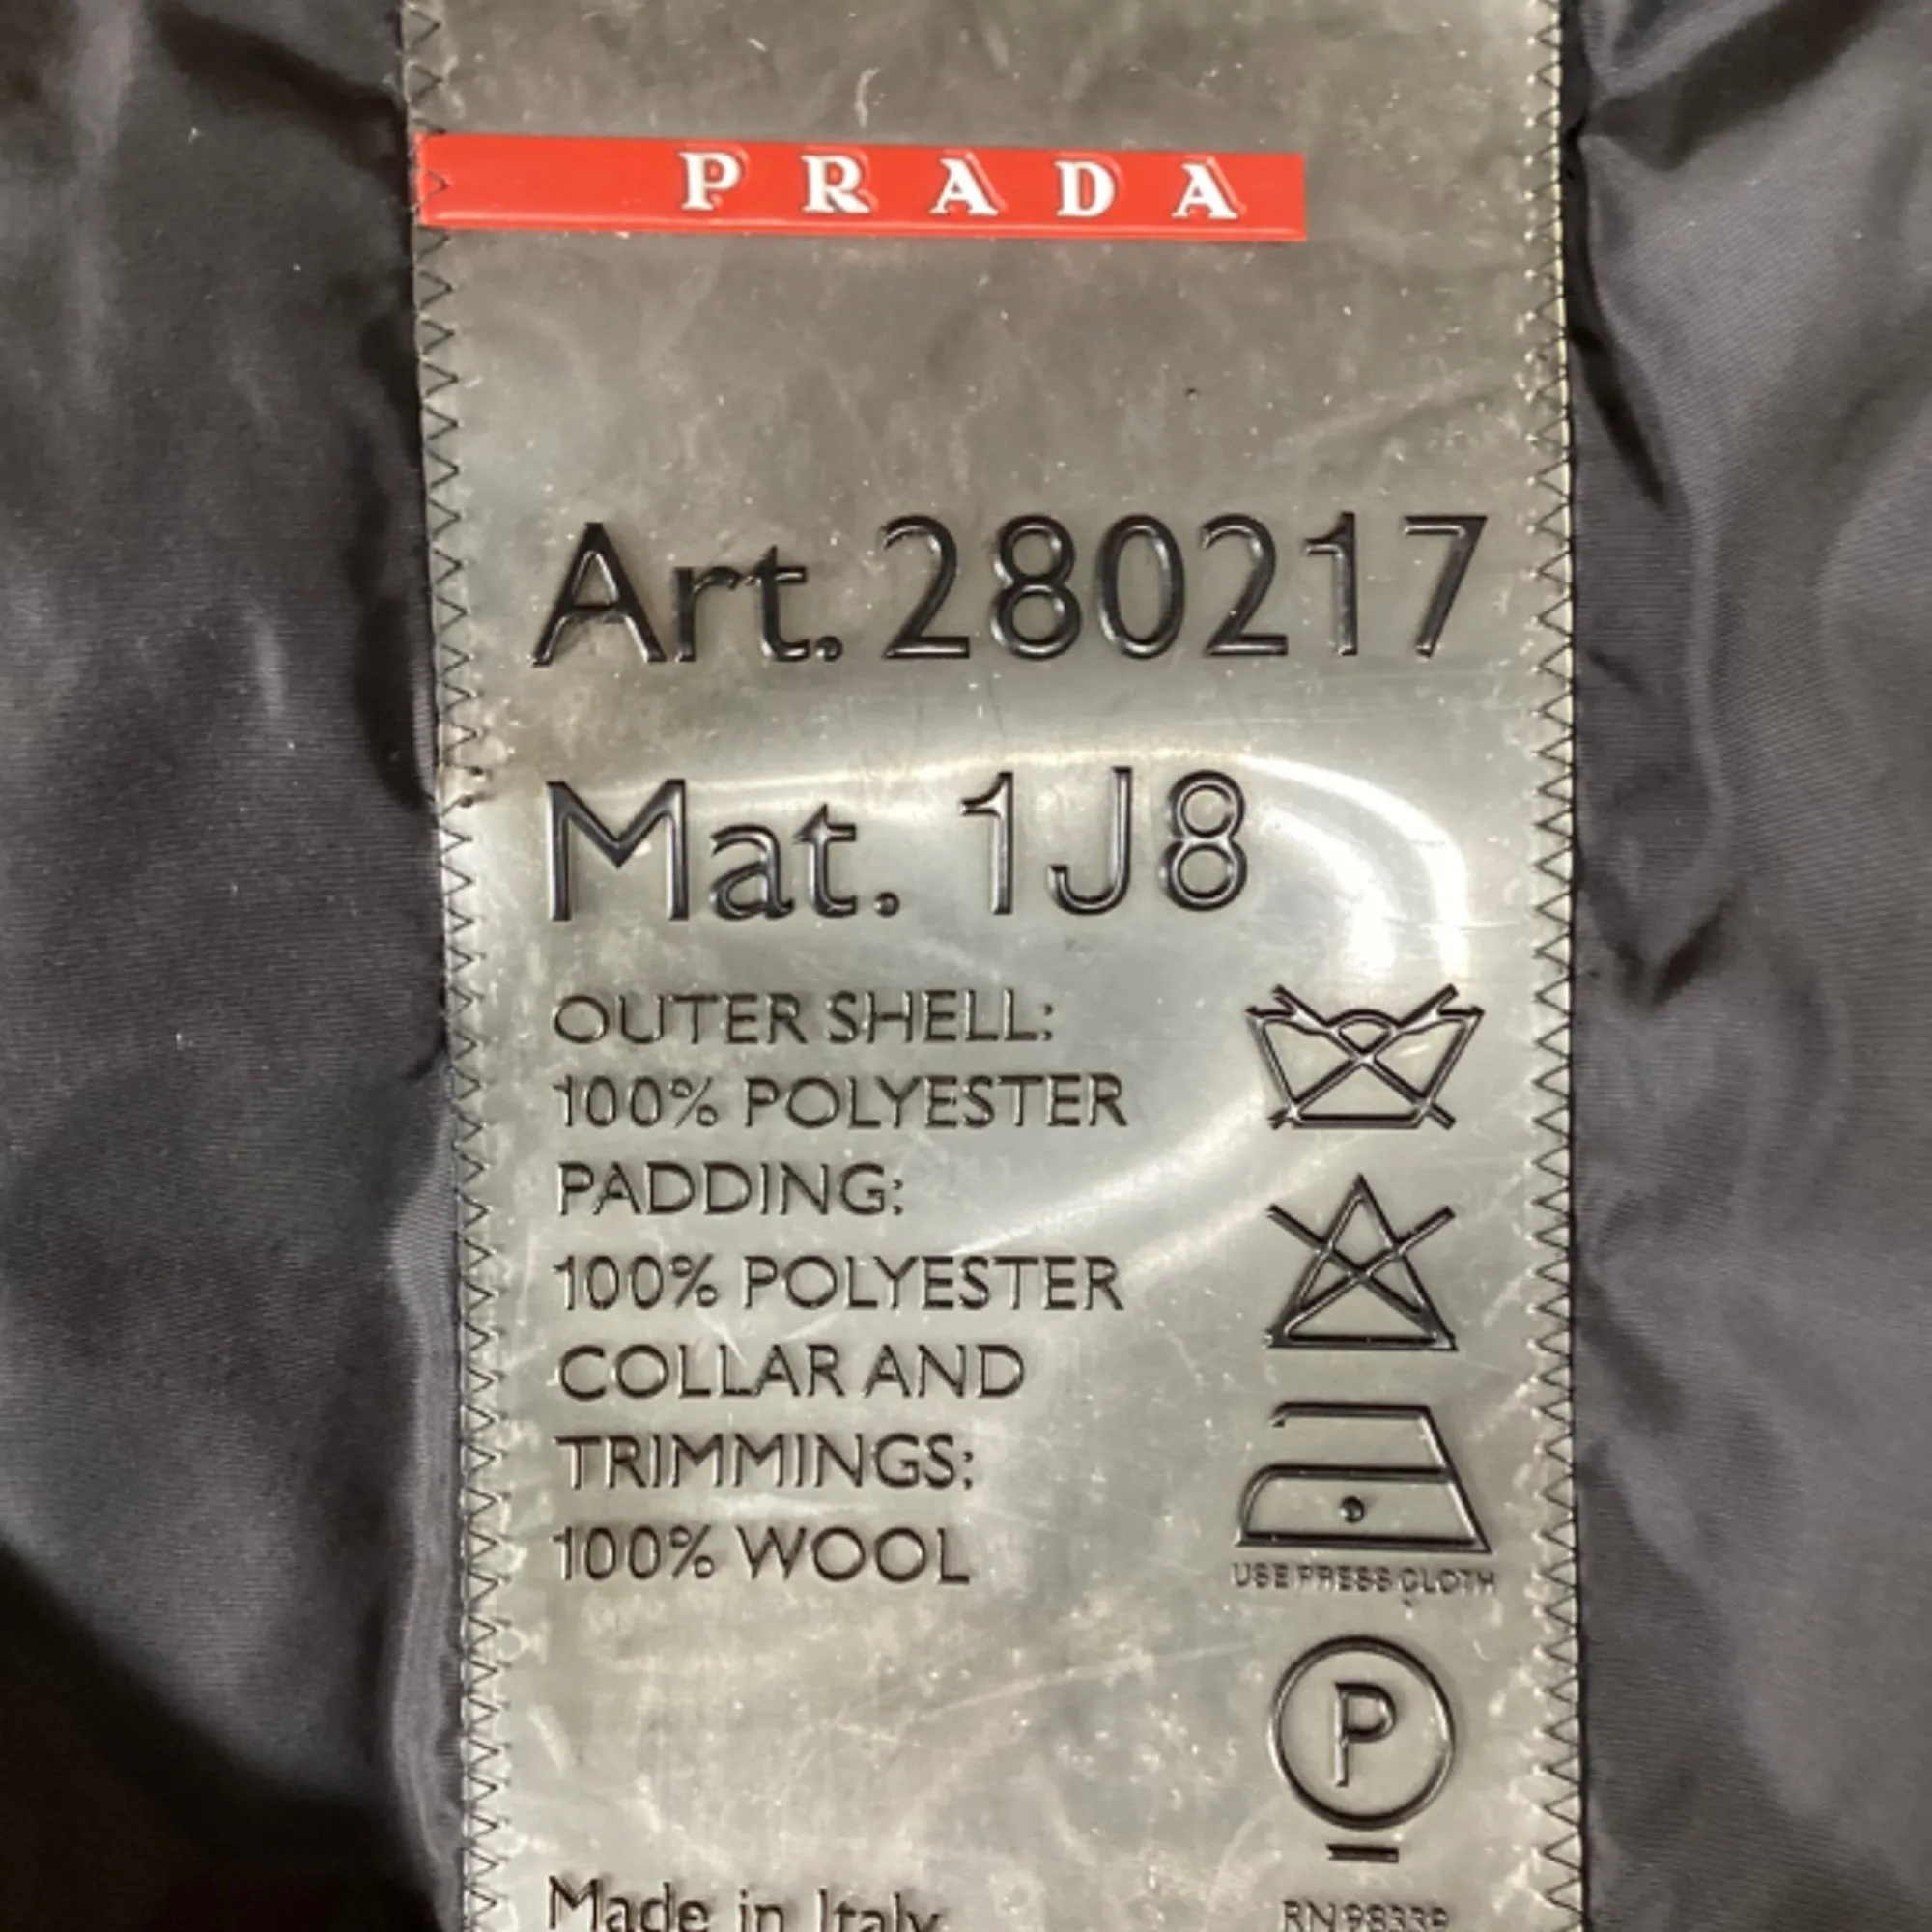 PRADA
Art. 280217
Mat. 1J8
OUTER SHELL:
100% POLYESTER
PADDING:
100% POLYESTER
COLLAR AND
TRIMMINGS:
100% WOOL
USE PRESS CLOTH
P
Made in Italy